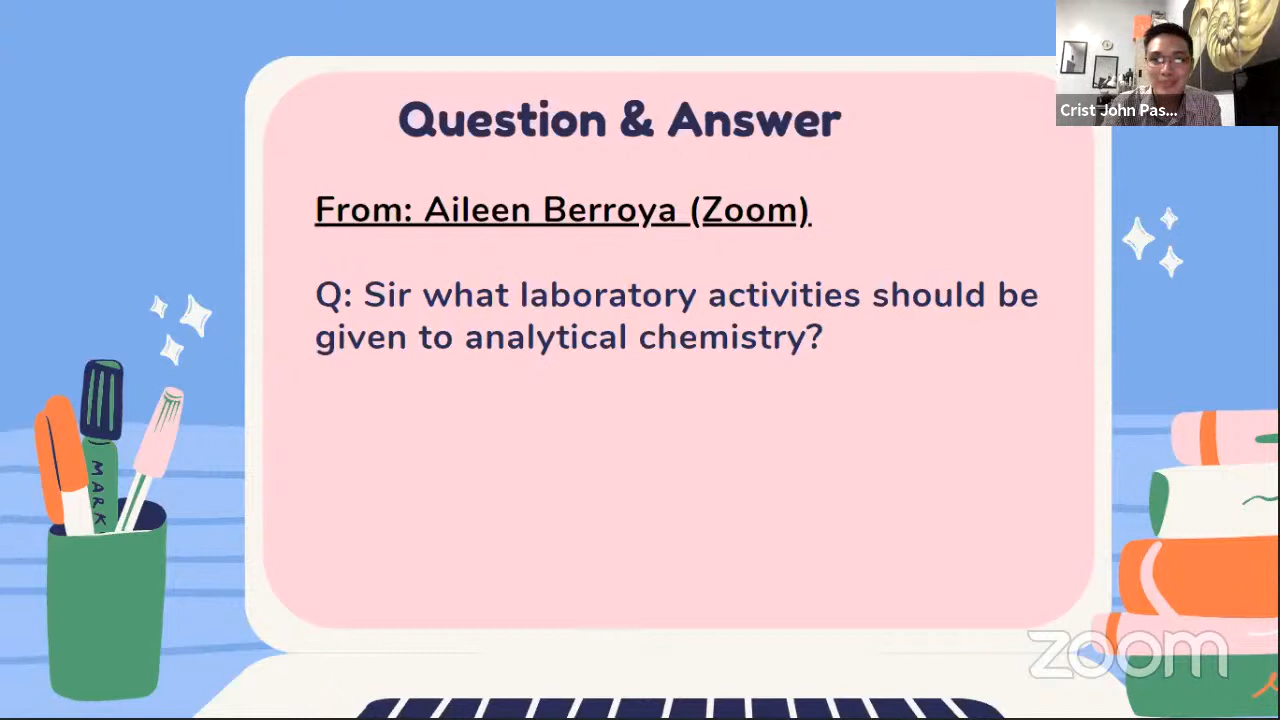 Question & Answer
Crist John Pas...
From: Aileen Berroya (Zoom)
Q: Sir what laboratory activities should be
given to analytical chemistry?
MARK
zoom